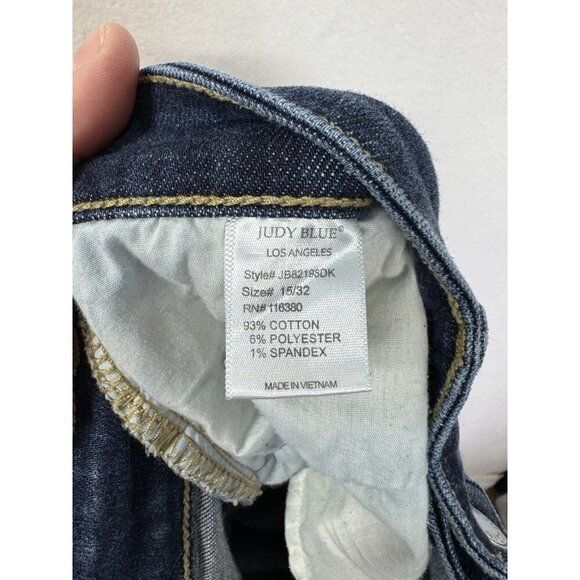 JUDY BLUE®
LOS ANGELES
Style# JB82193DK
Size# 15/32
RN# 116380
93% COTTON
6% POLYESTER
1% SPANDEX
MADE IN VIETNAM